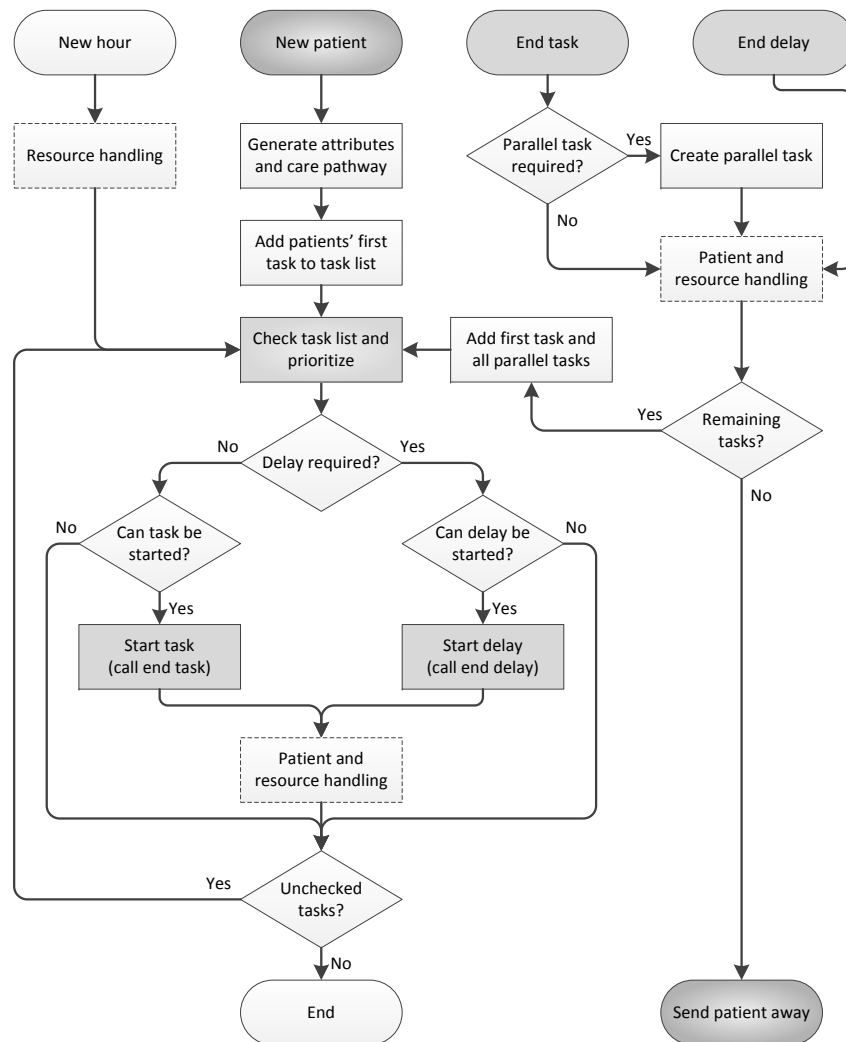 New hour
New patient
End task
End delay
Resource handling
Generate attributes
and care pathway
Parallel task
required?
Yes
Create parallel task
No
Add patients' first
task to task list
Patient and
resource handling
Check task list and
prioritize
Add first task and
all parallel tasks
Yes
Remaining
tasks?
No
No
Delay required?
Yes
No
Can task be
started?
Can delay be
started?
No
Yes
Yes
Start task
(call end task)
Start delay
(call end delay)
Patient and
resource handling
Yes
Unchecked
tasks?
No
End
Send patient away